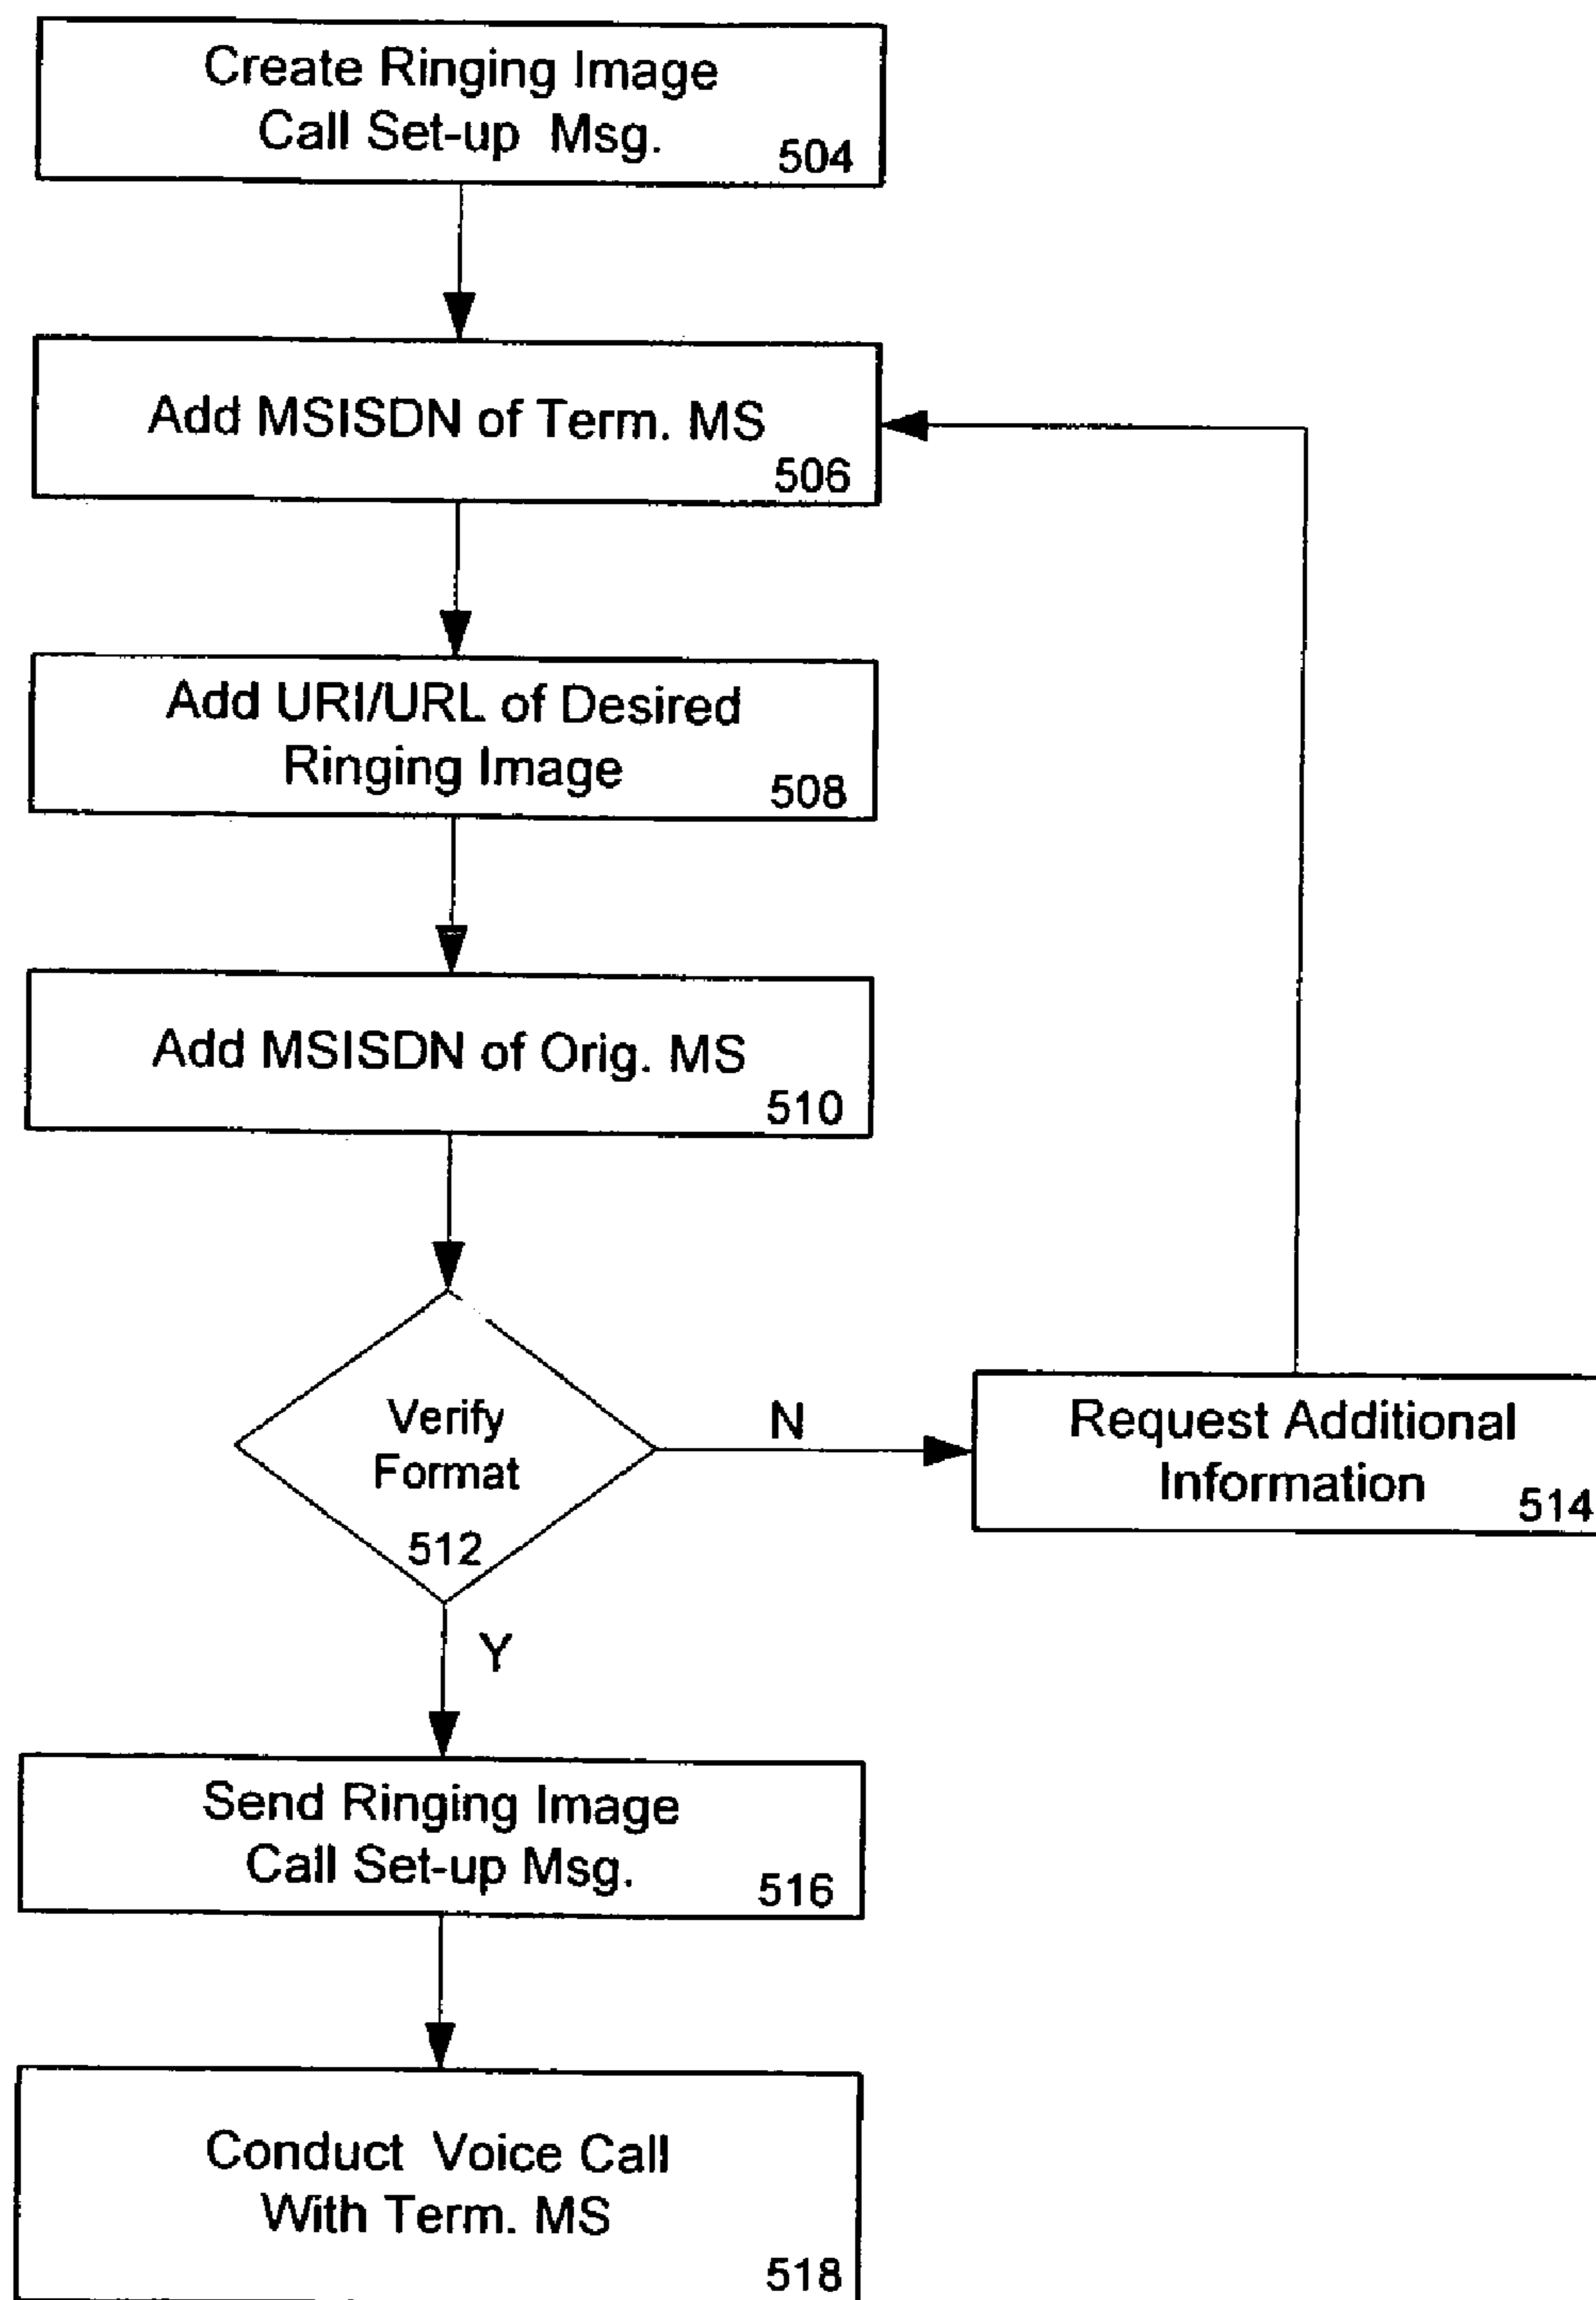 Create Ringing Image
Call Set-up Msg.
504
Add MSISDN of Term. MS
506
Add URI/URL of Desired
Ringing Image
508
Add MSISDN of Orig. MS
510
Verify
Format
512
N
Request Additional
Information
514
Y
Send Ringing Image
Call Set-up Msg.
516
Conduct Voice Call
With Term. MS
518